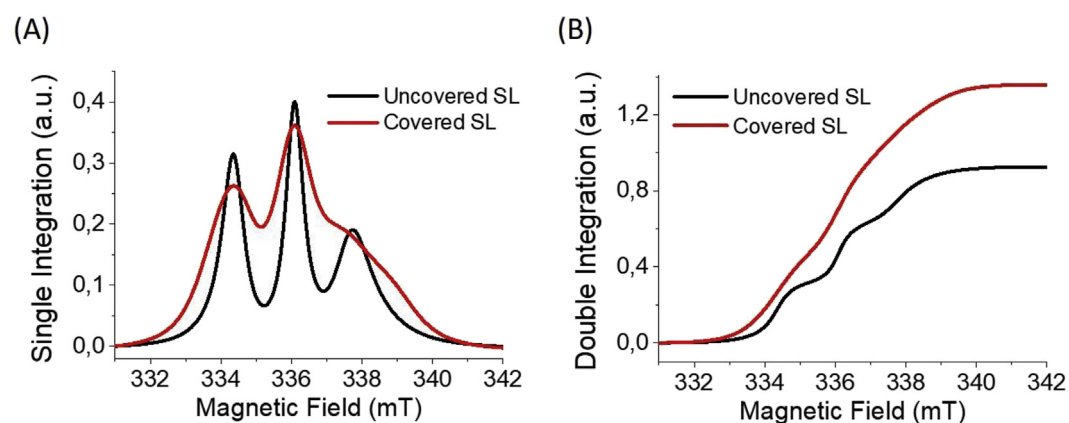 (A)
Single Integration (a.u.)
0,4
0,3
0,2
0,1
0,0
Uncovered SL
Covered SL
332 334 336 338 340 342
Magnetic Field (mT)
(B)
Double Integration (a.u.)
1,2
0,8
0,4
0,0
Uncovered SL
Covered SL
332 334 336 338 340 342
Magnetic Field (mT)